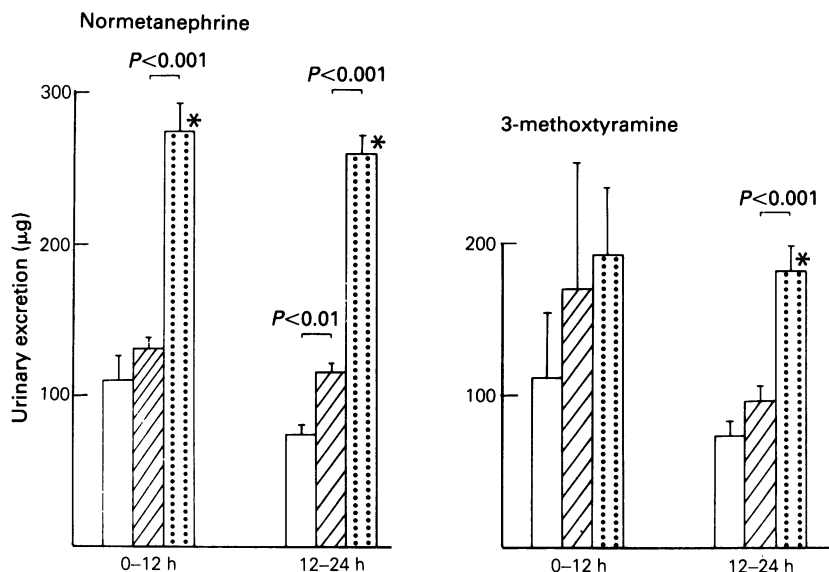 Normetanephrine
P<0.001
P<0.001
300
200
100
Urinary excretion (μg)
*
*
P<0.01
0–12 h
12–24 h
3-methoxtyramine
P<0.001
200
100
*
0–12 h
12–24 h